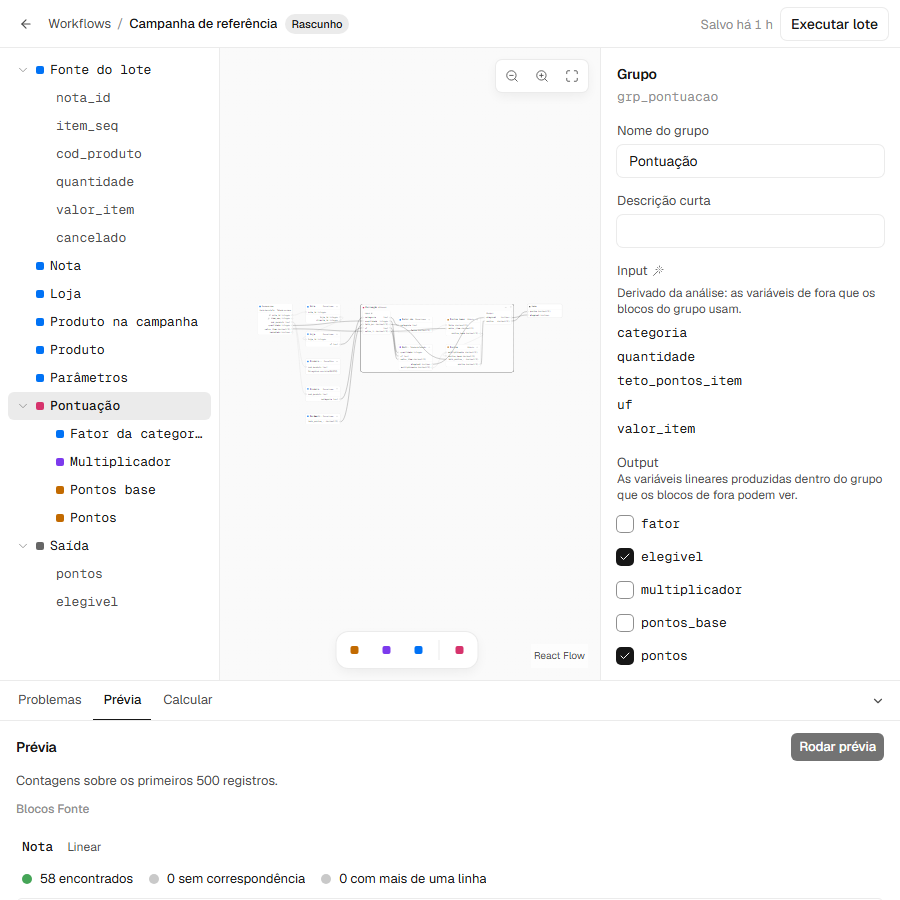 Workflows / Campanha de referência Rascunho
Salvo há 1 h Executar lote
Fonte do lote
nota_id
item_seq
cod_produto
quantidade
valor_item
cancelado
Nota
Loja
Produto na campanha
Produto
Parâmetros
Pontuação
Fator da categor…
Multiplicador
Pontos base
Pontos
Saída
pontos
elegivel
React Flow
Grupo
grp_pontuacao
Nome do grupo
Pontuação
Descrição curta
Input
Derivado da análise: as variáveis de fora que os
blocos do grupo usam.
categoria
quantidade
teto_pontos_item
uf
valor_item
Output
As variáveis lineares produzidas dentro do grupo
que os blocos de fora podem ver.
fator
elegivel
multiplicador
pontos_base
pontos
Problemas Prévia Calcular
Prévia
Rodar prévia
Contagens sobre os primeiros 500 registros.
Blocos Fonte
Nota Linear
58 encontrados 0 sem correspondência 0 com mais de uma linha